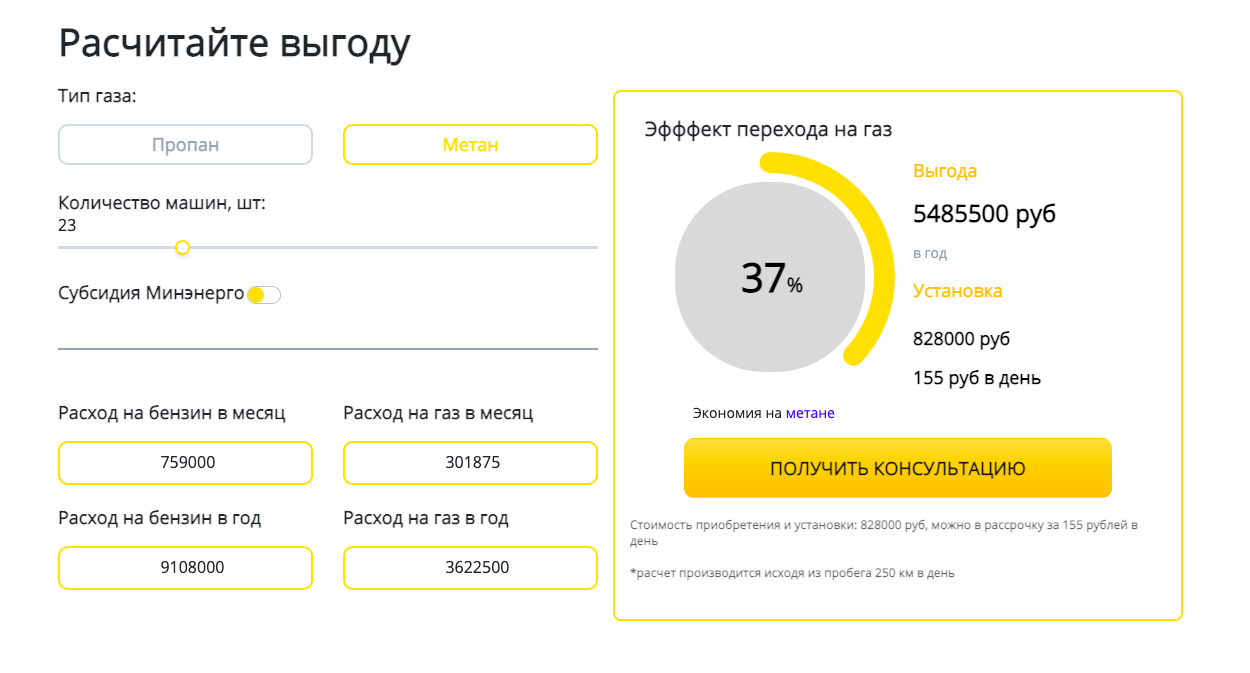 Расчитайте выгоду
Тип газа:
Пропан
Метан
Количество машин, шт:
23
Субсидия Минэнерго
Расход на бензин в месяц
Расход на газ в месяц
759000
301875
Расход на бензин в год
Расход на газ в год
9108000
3622500
Эфффект перехода на газ
37%
Выгода
5485500 руб
в год
Установка
828000 руб
155 руб в день
Экономия на метане
ПОЛУЧИТЬ КОНСУЛЬТАЦИЮ
Стоимость приобретения и установки: 828000 руб, можно в рассрочку за 155 рублей в
день
*расчет производится исходя из пробега 250 км в день